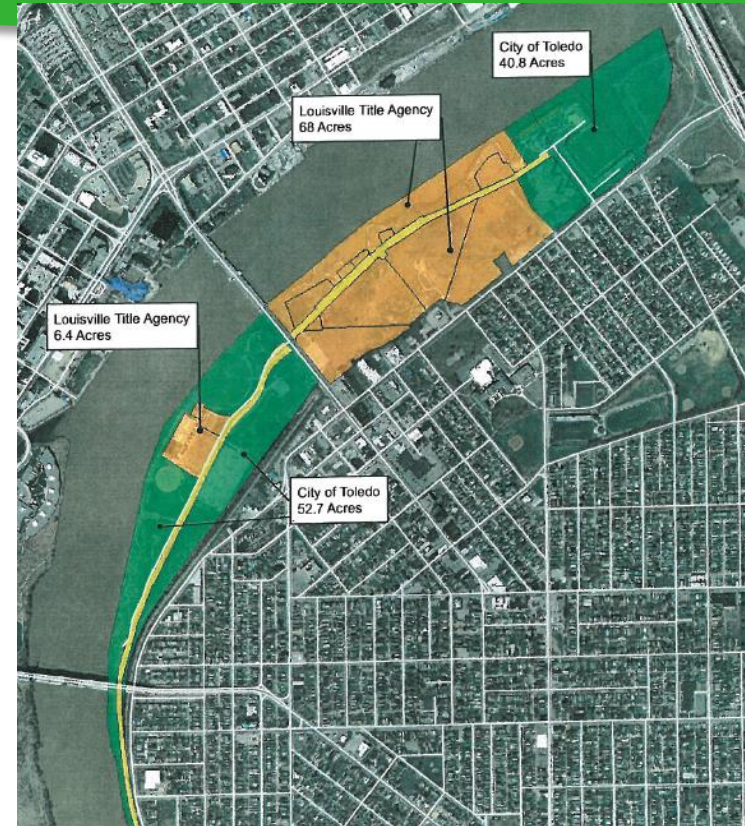 City of Toledo
40.8 Acres
Louisville Title Agency
68 Acres
Louisville Title Agency
6.4 Acres
City of Toledo
52.7 Acres